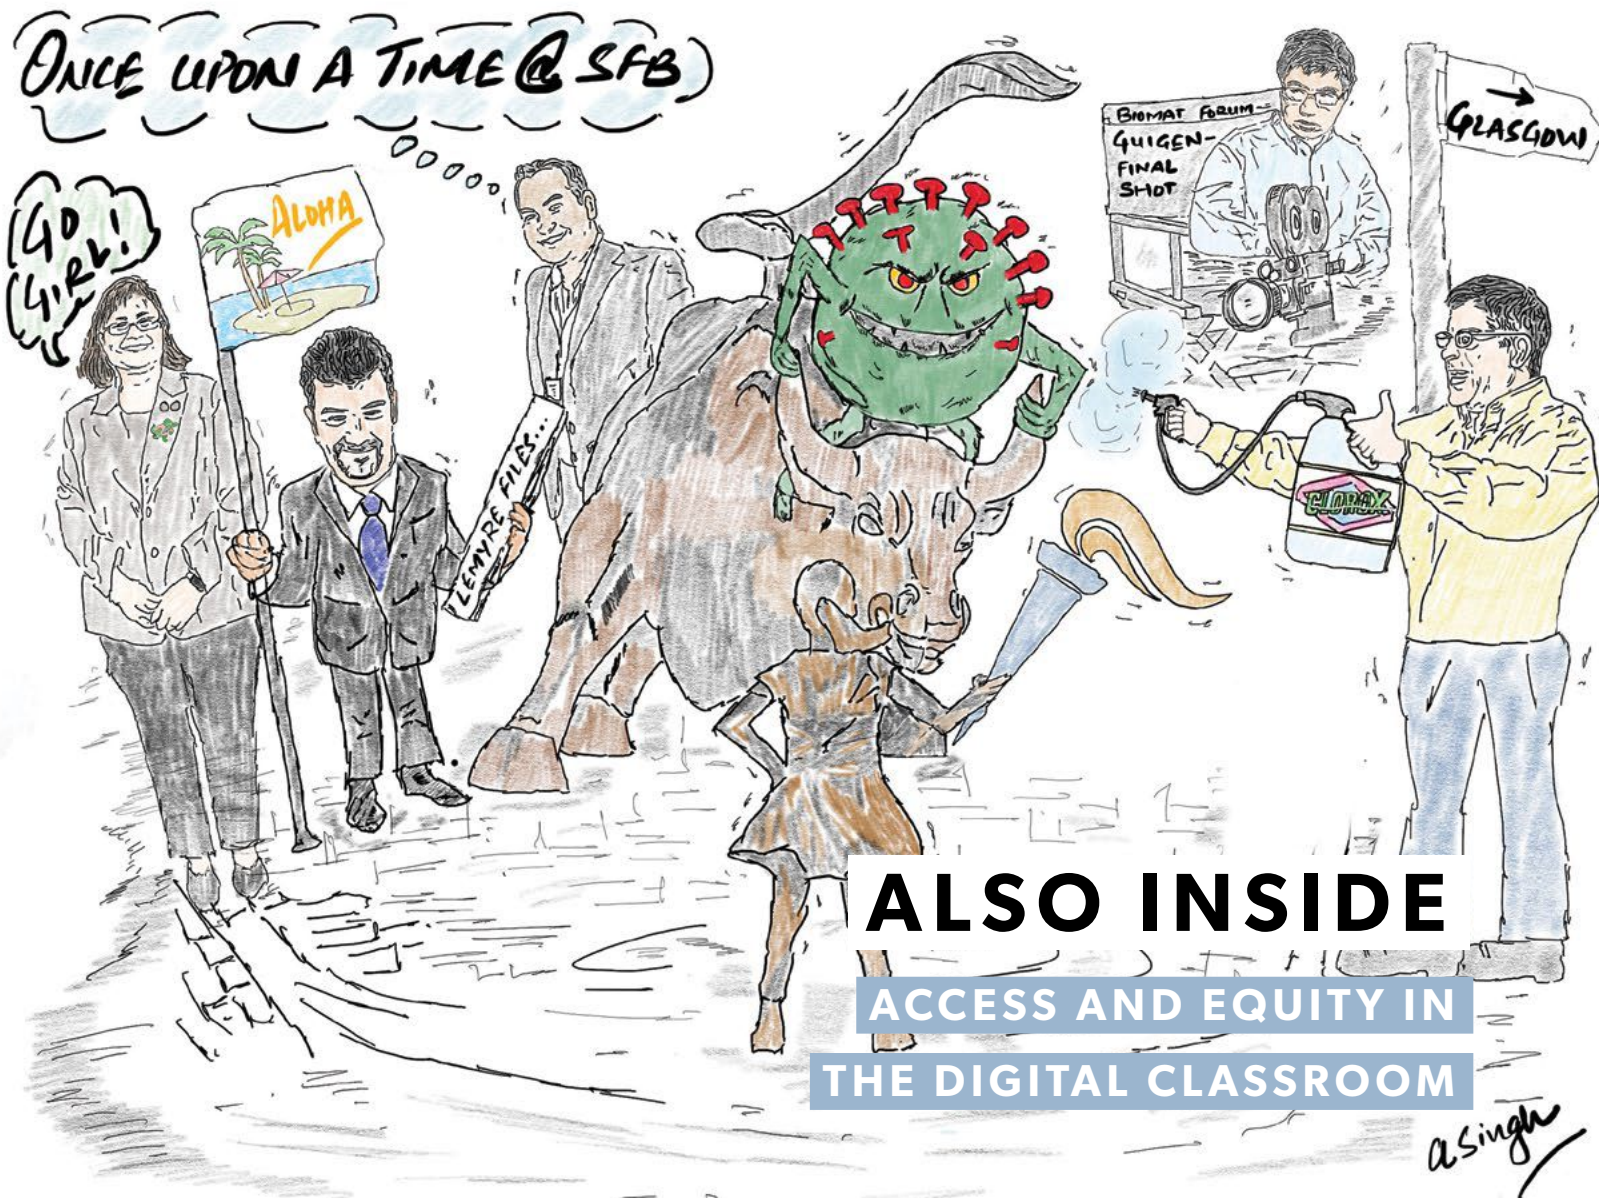 ONCE UPON A TIME @ SFB
GO
GIRL!
ALOHA
LEMYRE FILES...
BIOMAT FORUM-
GUIGEN-
FINAL
SHOT
→
GLASGOW
CLORAX
ALSO INSIDE
ACCESS AND EQUITY IN
THE DIGITAL CLASSROOM
a.singh